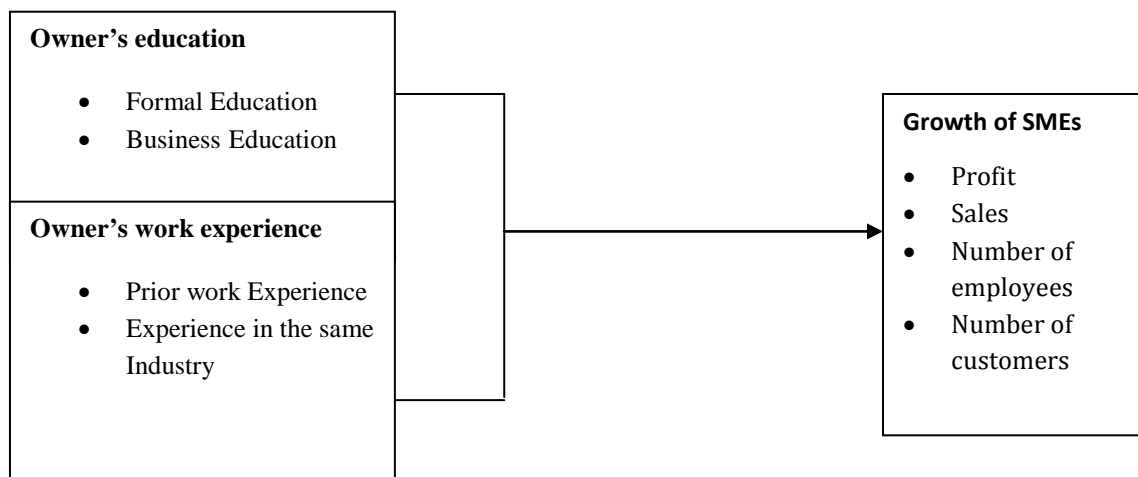 Owner’s education
• Formal Education
• Business Education
Owner’s work experience
• Prior work Experience
• Experience in the same
Industry
Growth of SMEs
• Profit
• Sales
• Number of
employees
• Number of
customers